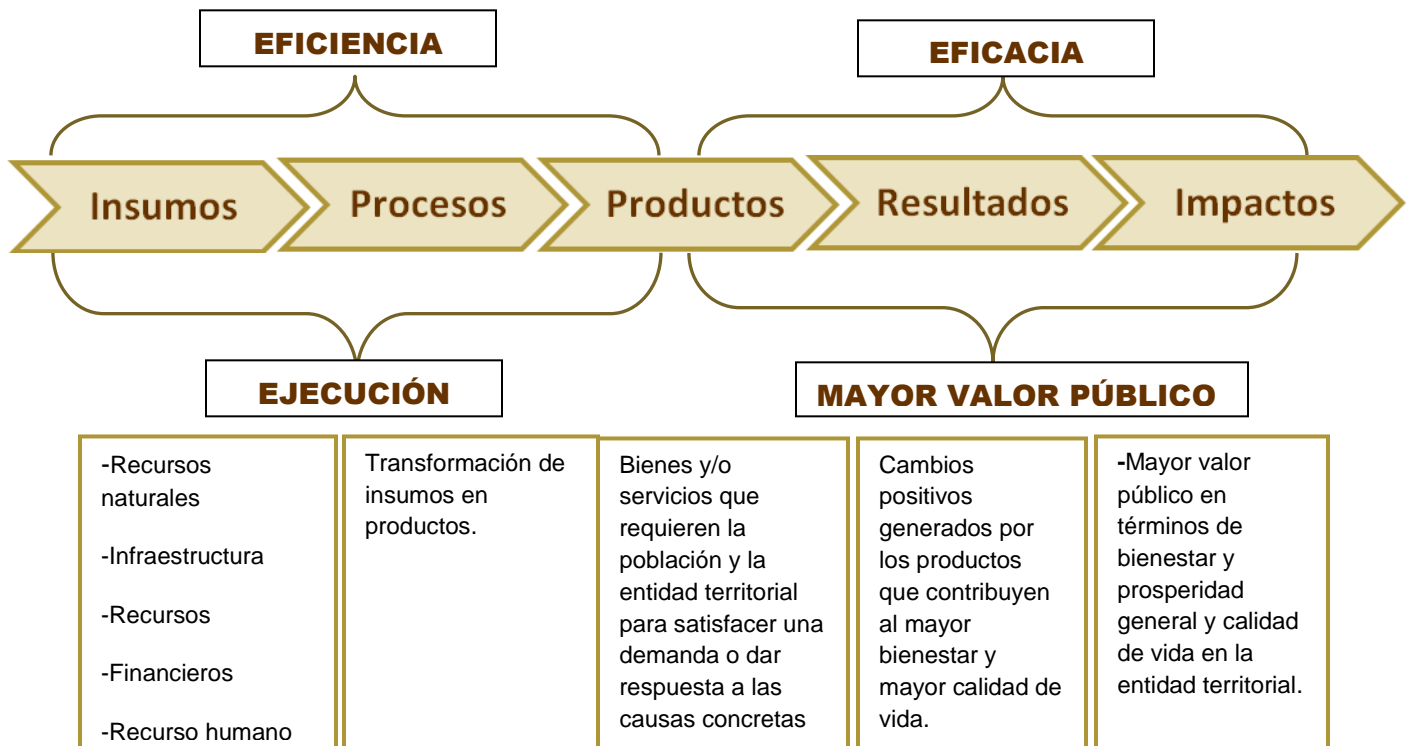 EFICIENCIA
EFICACIA
Insumos
Procesos
Productos
Resultados
Impactos
EJECUCIÓN
MAYOR VALOR PÚBLICO
-Recursos
naturales
-Infraestructura
-Recursos
-Financieros
-Recurso humano
Transformación de
insumos en
productos.
Bienes y/o
servicios que
requieren la
población y la
entidad territorial
para satisfacer una
demanda o dar
respuesta a las
causas concretas
Cambios
positivos
generados por
los productos
que contribuyen
al mayor
bienestar y
mayor calidad de
vida.
-Mayor valor
público en
términos de
bienestar y
prosperidad
general y calidad
de vida en la
entidad territorial.